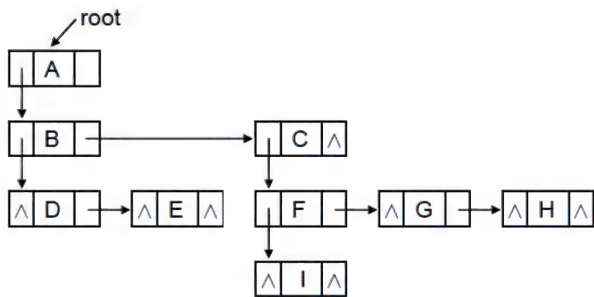 root
A
B C ∧
∧ D ∧ E ∧ F ∧ G ∧ H ∧
∧ I ∧